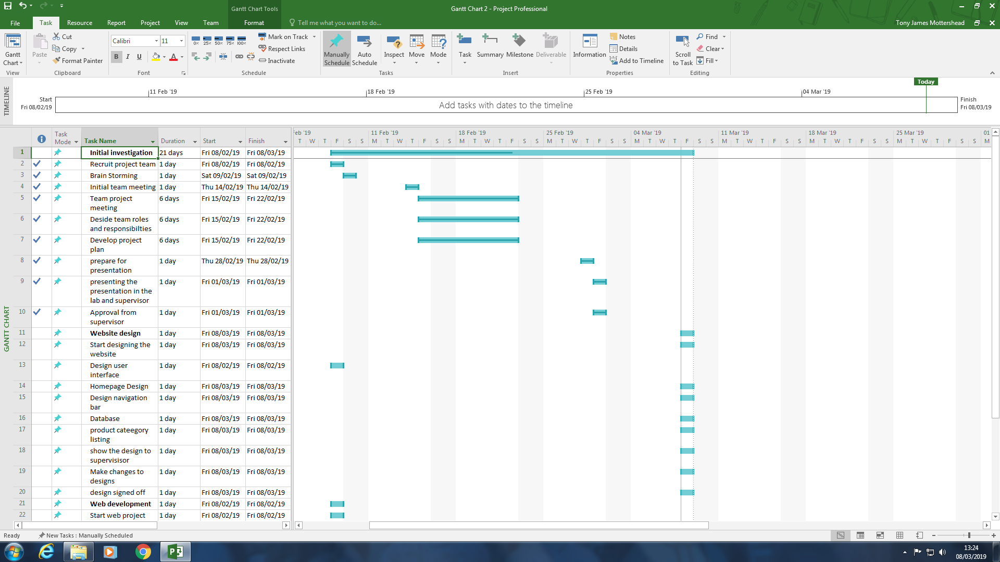 Gantt Chart Tools
Gantt Chart 2 - Project Professional
File Task Resource Report Project View Team Format Tell me what you want to do...
Tony James Mottershead
Gantt Chart
View
Paste
Cut
Copy
Format Painter
Clipboard
Calibri 11
B I U A
Font
0% 25% 50% 75% 100%
Mark on Track
Respect Links
Inactivate
Schedule
Manually Schedule
Auto Schedule
Inspect Move Mode
Tasks
Task Summary Milestone Deliverable
Insert
Information
Notes
Details
Add to Timeline
Properties
Scroll to Task
Find
Clear
Fill
Editing
TIMELINE
Today
11 Feb '19 18 Feb '19 25 Feb '19 04 Mar '19
Start
Fri 08/02/19
Add tasks with dates to the timeline
Finish
Fri 08/03/19
GANTT CHART
Task Mode Task Name Duration Start Finish
eb '19 11 Feb '19 18 Feb '19 25 Feb '19 04 Mar '19 11 Mar '19 18 Mar '19 25 Mar '19 01
T W T F S S M T W T F S S M T W T F S S M T W T F S S M T W T F S S M T W T F S S M T W T F S S M T W T F S S M
1 Initial investigation 21 days Fri 08/02/19 Fri 08/03/19
2 Recruit project team 1 day Fri 08/02/19 Fri 08/02/19
3 Brain Storming 1 day Sat 09/02/19 Sat 09/02/19
4 Initial team meeting 1 day Thu 14/02/19 Thu 14/02/19
5 Team project 6 days Fri 15/02/19 Fri 22/02/19
meeting
6 Deside team roles 6 days Fri 15/02/19 Fri 22/02/19
and responsibilties
7 Develop project 6 days Fri 15/02/19 Fri 22/02/19
plan
8 prepare for 1 day Thu 28/02/19 Thu 28/02/19
presentation
9 presenting the 1 day Fri 01/03/19 Fri 01/03/19
presentation in the
lab and supervisor
10 Approval from 1 day Fri 01/03/19 Fri 01/03/19
supervisor
11 Website design 1 day Fri 08/03/19 Fri 08/03/19
12 Start designing the 1 day Fri 08/03/19 Fri 08/03/19
website
13 Design user 1 day Fri 08/02/19 Fri 08/02/19
interface
14 Homepage Design 1 day Fri 08/03/19 Fri 08/03/19
15 Design navigation 1 day Fri 08/03/19 Fri 08/03/19
bar
16 Database 1 day Fri 08/03/19 Fri 08/03/19
17 product cateegory 1 day Fri 08/03/19 Fri 08/03/19
listing
18 show the design to 1 day Fri 08/03/19 Fri 08/03/19
supervisisor
19 Make changes to 1 day Fri 08/03/19 Fri 08/03/19
designs
20 design signed off 1 day Fri 08/03/19 Fri 08/03/19
21 Web development 1 day Fri 08/02/19 Fri 08/02/19
22 Start web project 1 day Fri 08/02/19 Fri 08/02/19
Ready New Tasks : Manually Scheduled
13:24
08/03/2019